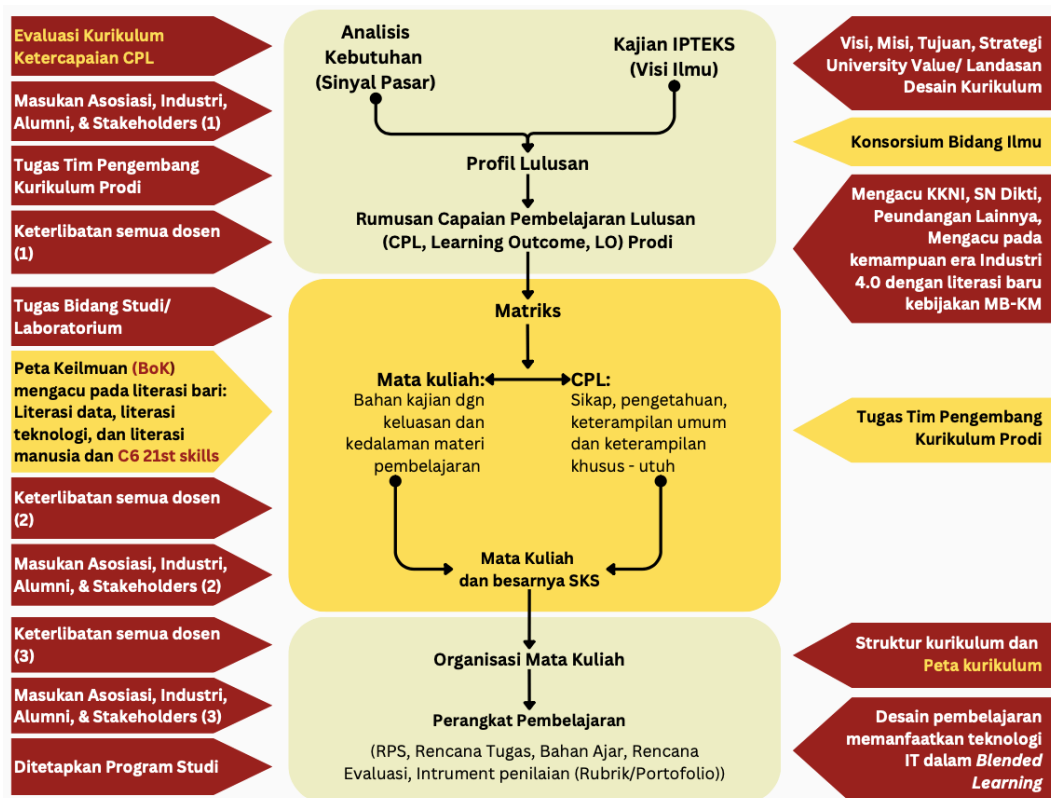 Evaluasi Kurikulum
Ketercapaian CPL
Masukan Asosiasi, Industri,
Alumni, & Stakeholders (1)
Tugas Tim Pengembang
Kurikulum Prodi
Keterlibatan semua dosen
(1)
Tugas Bidang Studi/
Laboratorium
Peta Keilmuan (BoK)
mengacu pada literasi bari:
Literasi data, literasi
teknologi, dan literasi
manusia dan C6 21st skills
Keterlibatan semua dosen
(2)
Masukan Asosiasi, Industri,
Alumni, & Stakeholders (2)
Keterlibatan semua dosen
(3)
Masukan Asosiasi, Industri,
Alumni, & Stakeholders (3)
Ditetapkan Program Studi
Analisis
Kebutuhan
(Sinyal Pasar)
Kajian IPTEKS
(Visi Ilmu)
Profil Lulusan
Rumusan Capaian Pembelajaran Lulusan
(CPL, Learning Outcome, LO) Prodi
Matriks
Mata kuliah:
Bahan kajian dgn
keluasan dan
kedalaman materi
pembelajaran
CPL:
Sikap, pengetahuan,
keterampilan umum
dan keterampilan
khusus - utuh
Mata Kuliah
dan besarnya SKS
Organisasi Mata Kuliah
Perangkat Pembelajaran
(RPS, Rencana Tugas, Bahan Ajar, Rencana
Evaluasi, Intrument penilaian (Rubrik/Portofolio))
Visi, Misi, Tujuan, Strategi
University Value/ Landasan
Desain Kurikulum
Konsorsium Bidang Ilmu
Mengacu KKNI, SN Dikti,
Peundangan Lainnya,
Mengacu pada
kemampuan era Industri
4.0 dengan literasi baru
kebijakan MB-KM
Tugas Tim Pengembang
Kurikulum Prodi
Struktur kurikulum dan
Peta kurikulum
Desain pembelajaran
memanfaatkan teknologi
IT dalam Blended
Learning